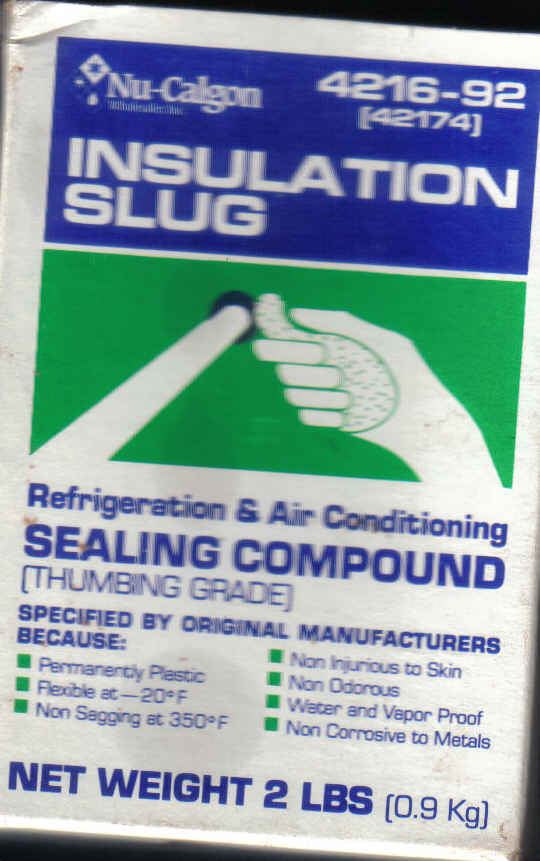 Nu-Calgon
Wholesaler, Inc.
4216-92
(42174)
INSULATION
SLUG
Refrigeration & Air Conditioning
SEALING COMPOUND
(THUMBING GRADE)
SPECIFIED BY ORIGINAL MANUFACTURERS
BECAUSE:
Permanently Plastic
Flexible at —20°F
Non Sagging at 350°F
Non Injurious to Skin
Non Odorous
Water and Vapor Proof
Non Corrosive to Metals
NET WEIGHT 2 LBS (0.9 Kg)